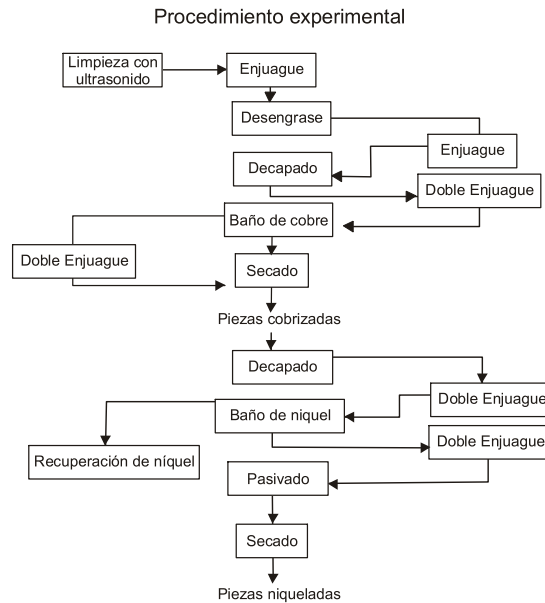 Procedimiento experimental
Limpieza con
ultrasonido
Enjuague
Desengrase
Enjuague
Decapado
Doble Enjuague
Baño de cobre
Doble Enjuague
Secado
Piezas cobrizadas
Decapado
Doble Enjuague
Baño de niquel
Doble Enjuague
Recuperación de níquel
Pasivado
Secado
Piezas niqueladas